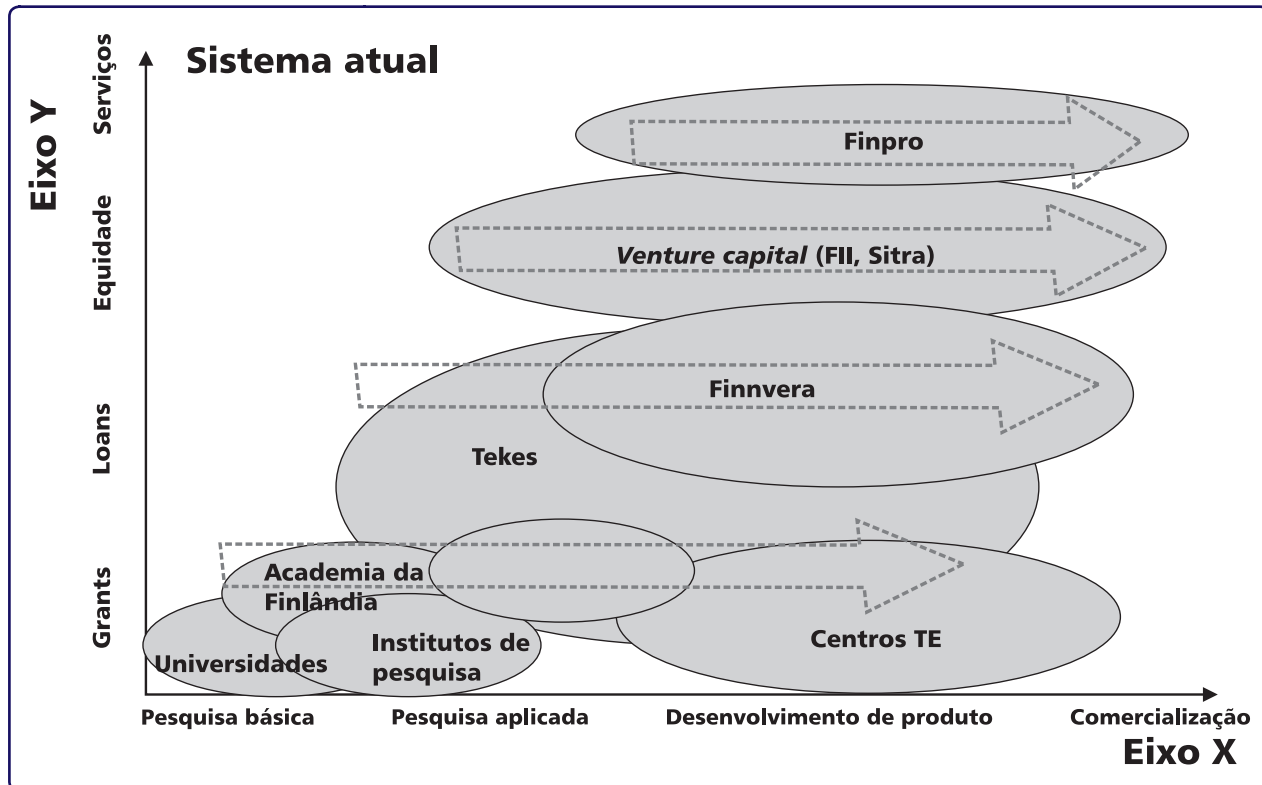 Sistema atual
Eixo Y
Serviços
Equidade
Loans
Grants
Finpro
Venture capital (FII, Sitra)
Finnvera
Tekes
Academia da
Finlândia
Universidades
Institutos de
pesquisa
Centros TE
Pesquisa básica
Pesquisa aplicada
Desenvolvimento de produto
Comercialização
Eixo X